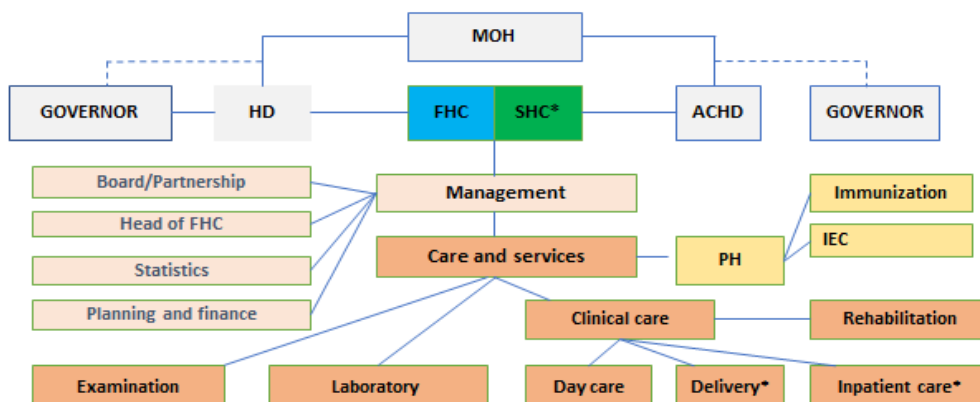 MOH
GOVERNOR
HD
FHC
SHC*
ACHD
GOVERNOR
Board/Partnership
Management
Immunization
Head of FHC
IEC
Care and services
PH
Statistics
Planning and finance
Clinical care
Rehabilitation
Examination
Laboratory
Day care
Delivery*
Inpatient care*